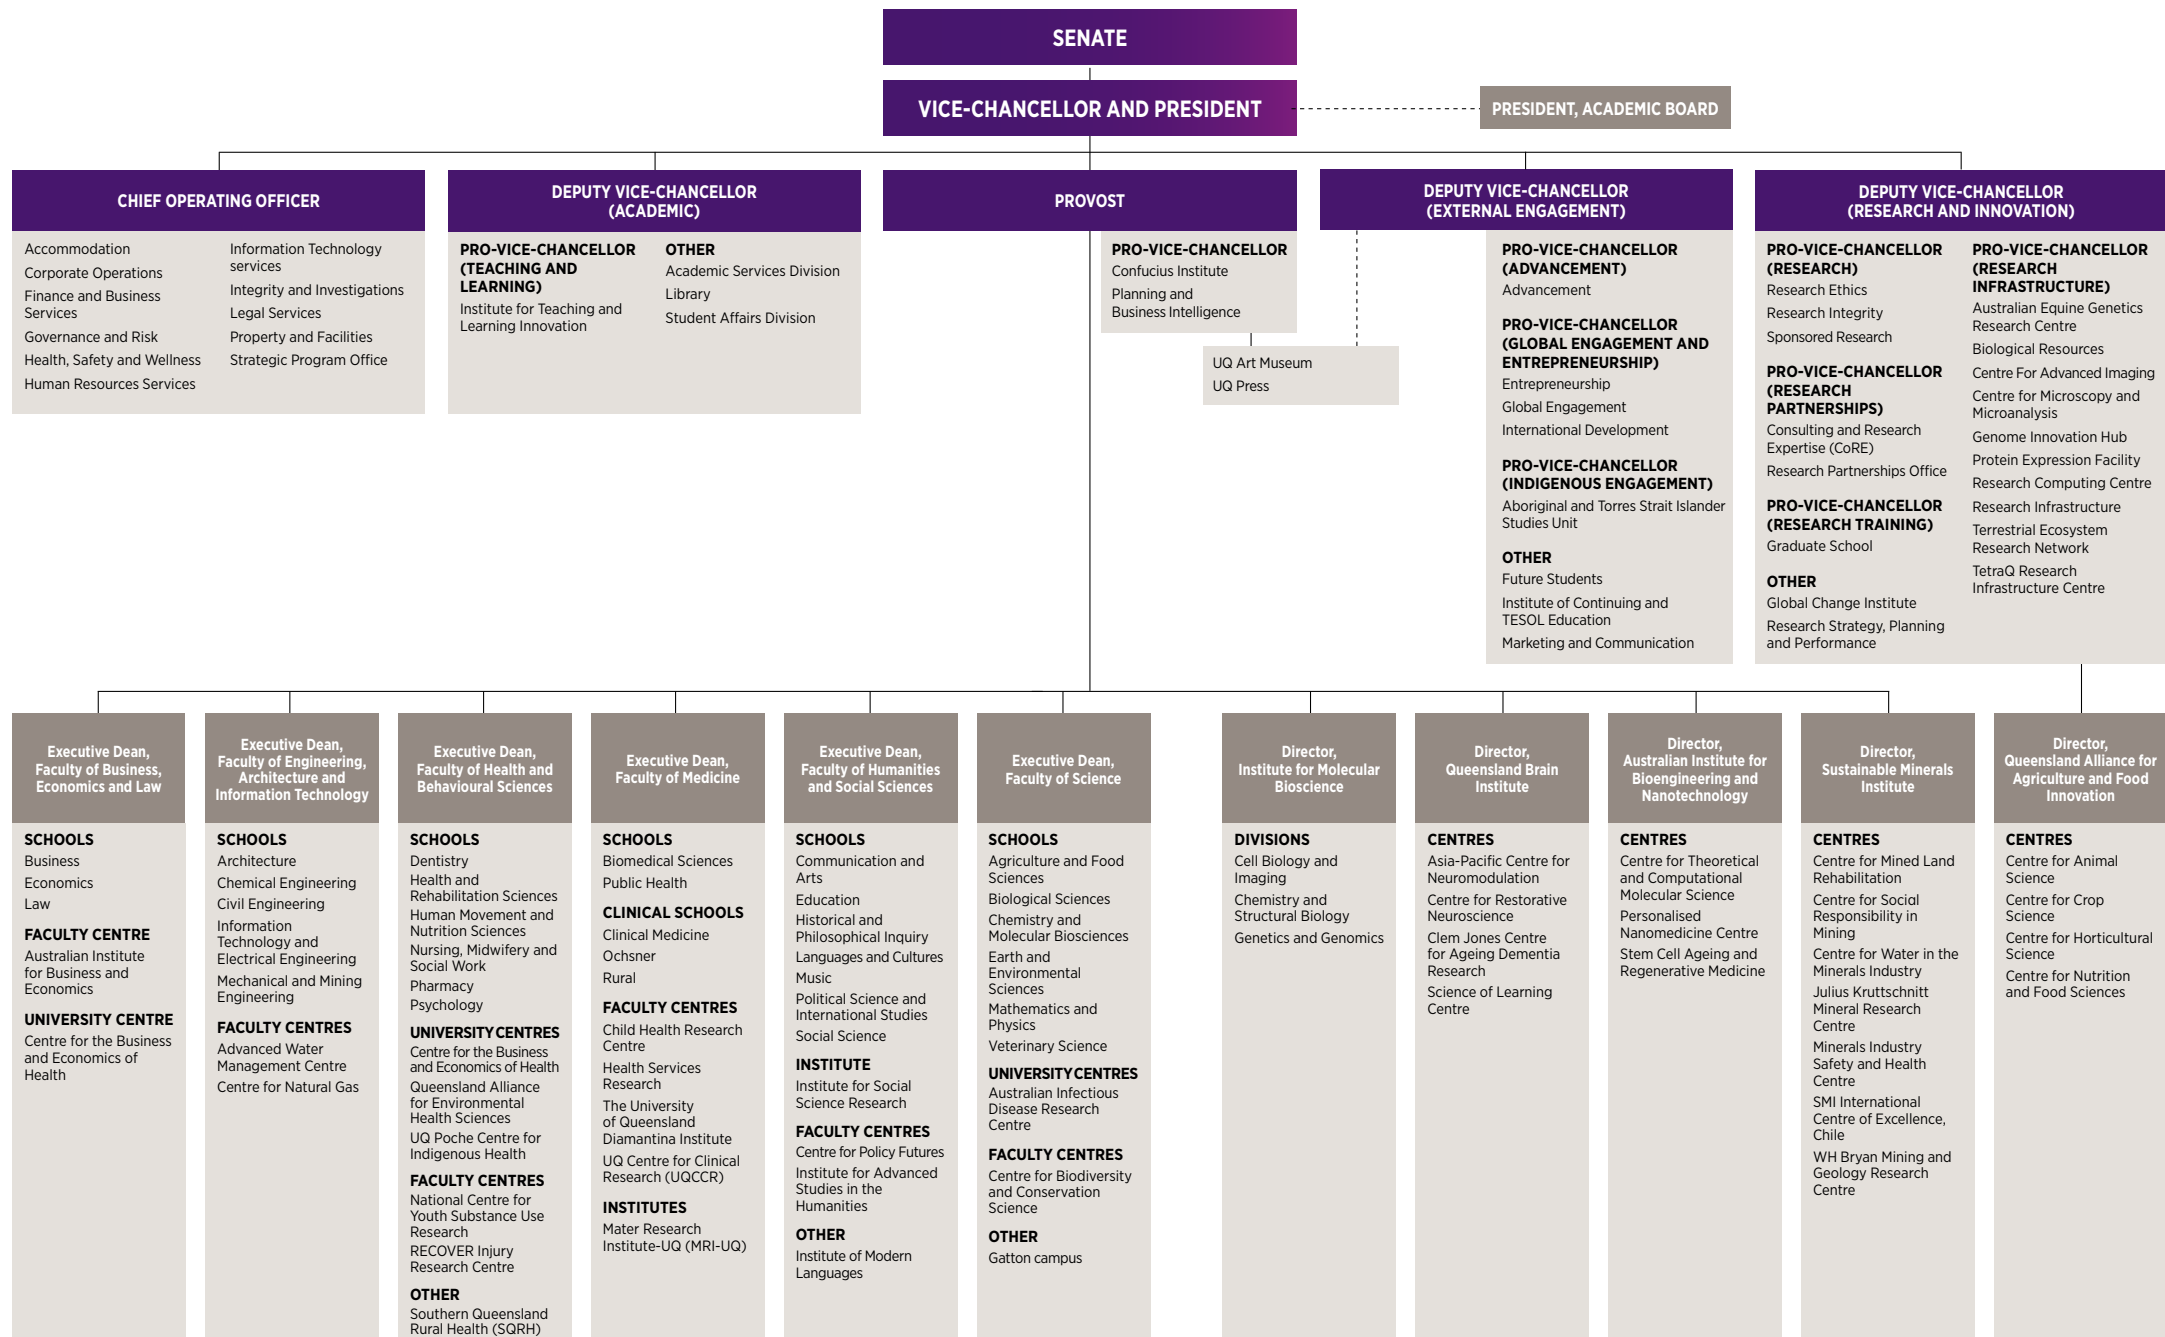 SENATE
VICE-CHANCELLOR AND PRESIDENT
PRESIDENT, ACADEMIC BOARD
CHIEF OPERATING OFFICER
Accommodation
Corporate Operations
Finance and Business
Services
Governance and Risk
Health, Safety and Wellness
Human Resources Services
Information Technology
services
Integrity and Investigations
Legal Services
Property and Facilities
Strategic Program Office
DEPUTY VICE-CHANCELLOR
(ACADEMIC)
PRO-VICE-CHANCELLOR
(TEACHING AND
LEARNING)
Institute for Teaching and
Learning Innovation
OTHER
Academic Services Division
Library
Student Affairs Division
PROVOST
PRO-VICE-CHANCELLOR
Confucius Institute
Planning and
Business Intelligence
UQ Art Museum
UQ Press
DEPUTY VICE-CHANCELLOR
(EXTERNAL ENGAGEMENT)
PRO-VICE-CHANCELLOR
(ADVANCEMENT)
Advancement
PRO-VICE-CHANCELLOR
(GLOBAL ENGAGEMENT AND
ENTREPRENEURSHIP)
Entrepreneurship
Global Engagement
International Development
PRO-VICE-CHANCELLOR
(INDIGENOUS ENGAGEMENT)
Aboriginal and Torres Strait Islander
Studies Unit
OTHER
Future Students
Institute of Continuing and
TESOL Education
Marketing and Communication
DEPUTY VICE-CHANCELLOR
(RESEARCH AND INNOVATION)
PRO-VICE-CHANCELLOR
(RESEARCH)
Research Ethics
Research Integrity
Sponsored Research
PRO-VICE-CHANCELLOR
(RESEARCH
PARTNERSHIPS)
Consulting and Research
Expertise (CoRE)
Research Partnerships Office
PRO-VICE-CHANCELLOR
(RESEARCH TRAINING)
Graduate School
OTHER
Global Change Institute
Research Strategy, Planning
and Performance
PRO-VICE-CHANCELLOR
(RESEARCH
INFRASTRUCTURE)
Australian Equine Genetics
Research Centre
Biological Resources
Centre For Advanced Imaging
Centre for Microscopy and
Microanalysis
Genome Innovation Hub
Protein Expression Facility
Research Computing Centre
Research Infrastructure
Terrestrial Ecosystem
Research Network
TetraQ Research
Infrastructure Centre
Executive Dean,
Faculty of Business,
Economics and Law
SCHOOLS
Business
Economics
Law
FACULTY CENTRE
Australian Institute
for Business and
Economics
UNIVERSITY CENTRE
Centre for the Business
and Economics of
Health
Executive Dean,
Faculty of Engineering,
Architecture and
Information Technology
SCHOOLS
Architecture
Chemical Engineering
Civil Engineering
Information
Technology and
Electrical Engineering
Mechanical and Mining
Engineering
FACULTY CENTRES
Advanced Water
Management Centre
Centre for Natural Gas
Executive Dean,
Faculty of Health and
Behavioural Sciences
SCHOOLS
Dentistry
Health and
Rehabilitation Sciences
Human Movement and
Nutrition Sciences
Nursing, Midwifery and
Social Work
Pharmacy
Psychology
UNIVERSITY CENTRES
Centre for the Business
and Economics of Health
Queensland Alliance
for Environmental
Health Sciences
UQ Poche Centre for
Indigenous Health
FACULTY CENTRES
National Centre for
Youth Substance Use
Research
RECOVER Injury
Research Centre
OTHER
Southern Queensland
Rural Health (SQRH)
Executive Dean,
Faculty of Medicine
SCHOOLS
Biomedical Sciences
Public Health
CLINICAL SCHOOLS
Clinical Medicine
Ochsner
Rural
FACULTY CENTRES
Child Health Research
Centre
Health Services
Research
The University
of Queensland
Diamantina Institute
UQ Centre for Clinical
Research (UQCCR)
INSTITUTES
Mater Research
Institute-UQ (MRI-UQ)
Executive Dean,
Faculty of Humanities
and Social Sciences
SCHOOLS
Communication and
Arts
Education
Historical and
Philosophical Inquiry
Languages and Cultures
Music
Political Science and
International Studies
Social Science
INSTITUTE
Institute for Social
Science Research
FACULTY CENTRES
Centre for Policy Futures
Institute for Advanced
Studies in the
Humanities
OTHER
Institute of Modern
Languages
Executive Dean,
Faculty of Science
SCHOOLS
Agriculture and Food
Sciences
Biological Sciences
Chemistry and
Molecular Biosciences
Earth and
Environmental
Sciences
Mathematics and
Physics
Veterinary Science
UNIVERSITY CENTRES
Australian Infectious
Disease Research
Centre
FACULTY CENTRES
Centre for Biodiversity
and Conservation
Science
OTHER
Gatton campus
Director,
Institute for Molecular
Bioscience
DIVISIONS
Cell Biology and
Imaging
Chemistry and
Structural Biology
Genetics and Genomics
Director,
Queensland Brain
Institute
CENTRES
Asia-Pacific Centre for
Neuromodulation
Centre for Restorative
Neuroscience
Clem Jones Centre
for Ageing Dementia
Research
Science of Learning
Centre
Director,
Australian Institute for
Bioengineering and
Nanotechnology
CENTRES
Centre for Theoretical
and Computational
Molecular Science
Personalised
Nanomedicine Centre
Stem Cell Ageing and
Regenerative Medicine
Director,
Sustainable Minerals
Institute
CENTRES
Centre for Mined Land
Rehabilitation
Centre for Social
Responsibility in
Mining
Centre for Water in the
Minerals Industry
Julius Kruttschnitt
Mineral Research
Centre
Minerals Industry
Safety and Health
Centre
SMI International
Centre of Excellence,
Chile
WH Bryan Mining and
Geology Research
Centre
Director,
Queensland Alliance for
Agriculture and Food
Innovation
CENTRES
Centre for Animal
Science
Centre for Crop
Science
Centre for Horticultural
Science
Centre for Nutrition
and Food Sciences